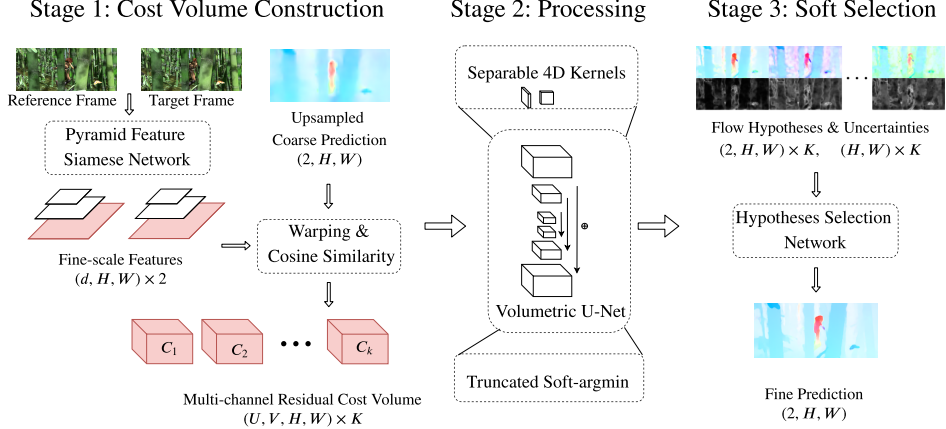 Stage 1: Cost Volume Construction
Reference Frame
Target Frame
Pyramid Feature
Siamese Network
Upsampled
Coarse Prediction
(2, H, W)
Fine-scale Features
(d, H, W) × 2
Warping &
Cosine Similarity
C1
C2
•••
Ck
Multi-channel Residual Cost Volume
(U, V, H, W) × K
Stage 2: Processing
Separable 4D Kernels
⊕
Volumetric U-Net
Truncated Soft-argmin
Stage 3: Soft Selection
...
Flow Hypotheses & Uncertainties
(2, H, W) × K, (H, W) × K
Hypotheses Selection
Network
Fine Prediction
(2, H, W)